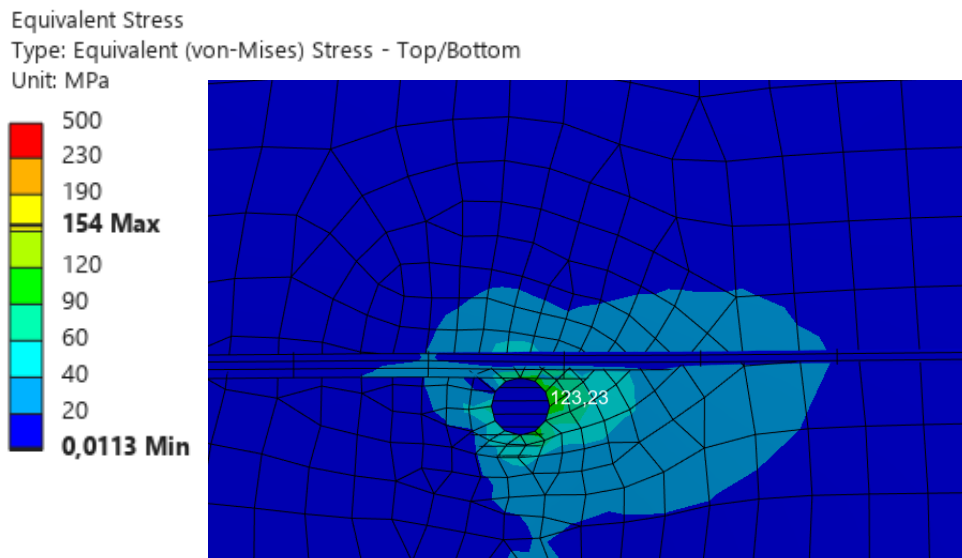 Equivalent Stress
Type: Equivalent (von-Mises) Stress - Top/Bottom
Unit: MPa
500
230
190
154 Max
120
90
60
40
20
0,0113 Min
123,23